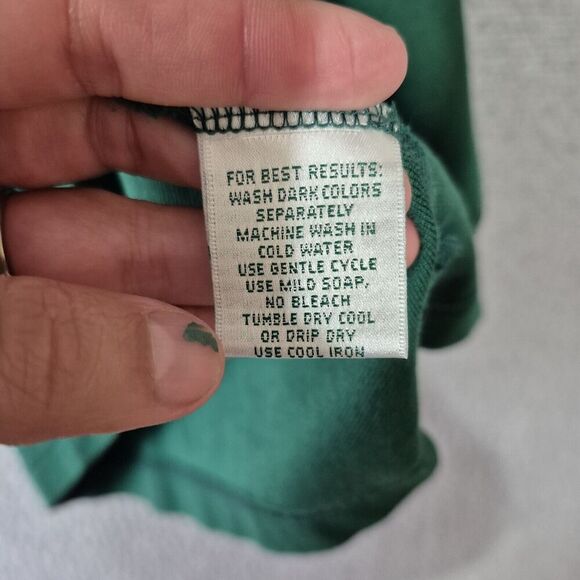 FOR BEST RESULTS:
WASH DARK COLORS
SEPARATELY
MACHINE WASH IN
COLD WATER
USE GENTLE CYCLE
USE MILD SOAP,
NO BLEACH
TUMBLE DRY COOL
OR DRIP DRY
USE COOL IRON